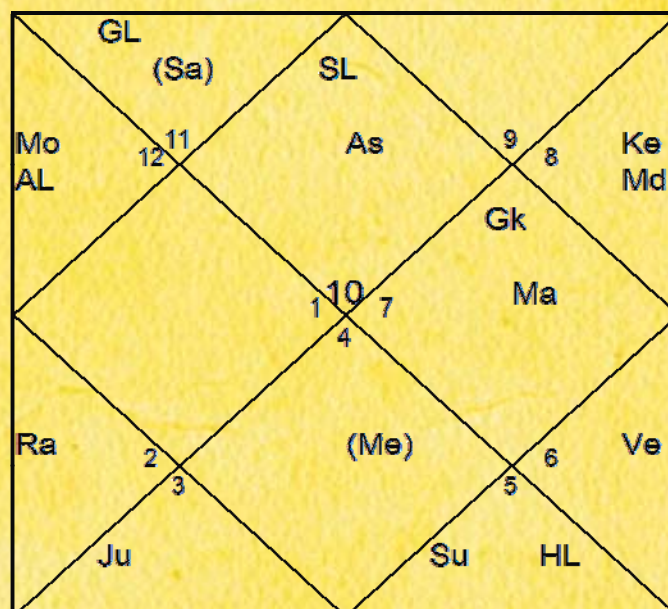 GL
(Sa) SL
Mo 12 11 As 9 8 Ke
AL Md
Gk
1 10 7 Ma
4
Ra 2 (Me) 6 Ve
3 5
Ju Su HL